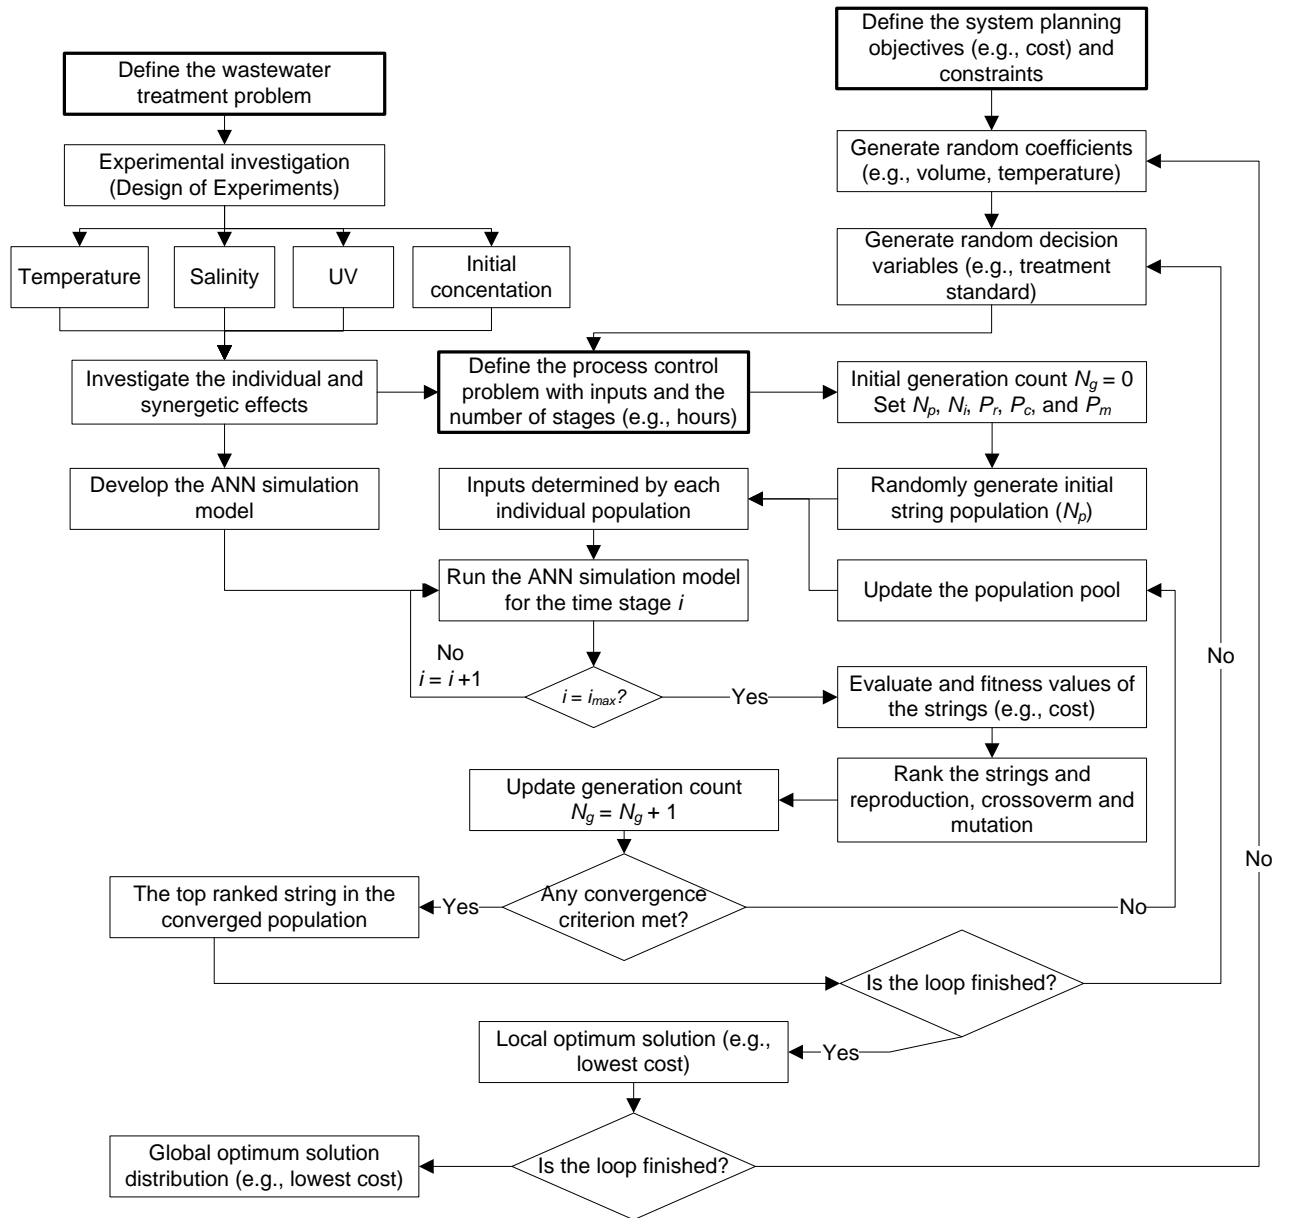 Define the wastewater
treatment problem
Define the system planning
objectives (e.g., cost) and
constraints
Experimental investigation
(Design of Experiments)
Generate random coefficients
(e.g., volume, temperature)
Temperature
Salinity
UV
Initial
concentation
Generate random decision
variables (e.g., treatment
standard)
Investigate the individual and
synergetic effects
Define the process control
problem with inputs and the
number of stages (e.g., hours)
Initial generation count Ng = 0
Set Np, Ni, Pr, Pc, and Pm
Develop the ANN simulation
model
Inputs determined by each
individual population
Randomly generate initial
string population (Np)
Run the ANN simulation model
for the time stage i
Update the population pool
No
i = i +1
i = imax?
Yes
Evaluate and fitness values of
the strings (e.g., cost)
No
Update generation count
Ng = Ng + 1
Rank the strings and
reproduction, crossoverm and
mutation
No
The top ranked string in the
converged population
Yes
Any convergence
criterion met?
No
Is the loop finished?
Local optimum solution (e.g.,
lowest cost)
Yes
Global optimum solution
distribution (e.g., lowest cost)
Is the loop finished?